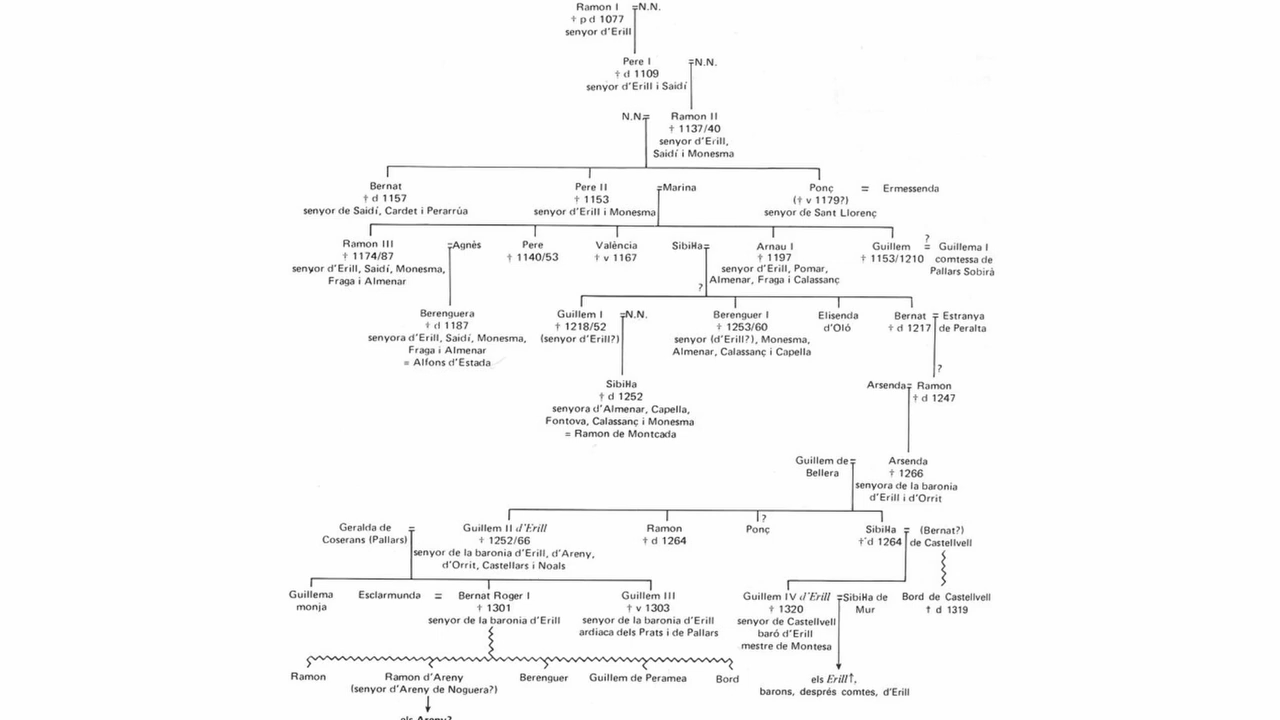 Ramon I =N.N.
† p d 1077
senyor d'Erill
Pere I =N.N.
† d 1109
senyor d'Erill i Saidí
N.N.= Ramon II
† 1137/40
senyor d'Erill,
Saidí i Monesma
Bernat
† d 1157
senyor de Saidí, Cardet i Perarrúa
Pere II =Marina
† 1153
senyor d'Erill i Monesma
Ponç = Ermessenda
(† v 1179?)
senyor de Sant Llorenç
Ramon III =Agnès
† 1174/87
senyor d'Erill, Saidí, Monesma,
Fraga i Almenar
Pere
† 1140/53
València
† v 1167
Sibil·la= Arnau I
† 1197
senyor d'Erill, Pomar,
Almenar, Fraga i Calassanç
?
Guillem = Guillema I
† 1153/1210 comtessa de
Pallars Sobirà
?
Berenguera
† d 1187
senyora d'Erill, Saidí, Monesma,
Fraga i Almenar
= Alfons d'Estada
Guillem I =N.N.
† 1218/52
(senyor d'Erill?)
Berenguer I
† 1253/60
senyor (d'Erill?), Monesma,
Almenar, Calassanç i Capella
Elisenda
d'Oló
Bernat = Estranya
† d 1217 de Peralta
?
Sibil·la
† d 1252
senyora d'Almenar, Capella,
Fontova, Calassanç i Monesma
= Ramon de Montcada
Arsenda= Ramon
† d 1247
Guillem de=
Bellera
Arsenda
† 1266
senyora de la baronia
d'Erill i d'Orrit
Geralda de =
Coserans (Pallars)
Guillem II d'Erill
† 1252/66
senyor de la baronia d'Erill, d'Areny,
d'Orrit, Castellars i Noals
Ramon
† d 1264
?
Ponç
Sibil·la = (Bernat?)
† d 1264 de Castellvell
Guillema
monja
Esclarmunda = Bernat Roger I
† 1301
senyor de la baronia d'Erill
Guillem III
† v 1303
senyor de la baronia d'Erill
ardiaca dels Prats i de Pallars
Guillem IV d'Erill =Sibil·la de
† 1320 Mur
senyor de Castellvell
baró d'Erill
mestre de Montesa
Bord de Castellvell
† d 1319
Ramon
Ramon d'Areny
(senyor d'Areny de Noguera?)
Berenguer
Guillem de Peramea
Bord
els Erill↑,
barons, després comtes, d'Erill
els Areny?